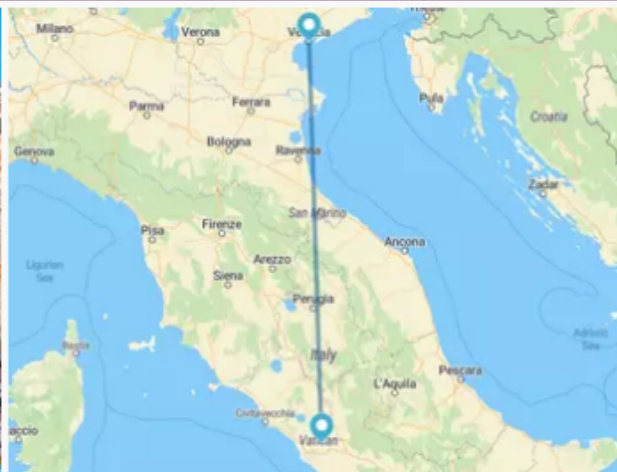 Milano
Verona
Trieste
Parma
Ferrara
Pula
Croatia
Genova
Bologna
Ravenna
Zadar
San Marino
Pisa
Firenze
Ancona
Ligurian
Sea
Arezzo
Siena
Perugia
Adriatic
Sea
Bastia
Italy
L'Aquila
Pescara
Civitavecchia
accio
Vatican